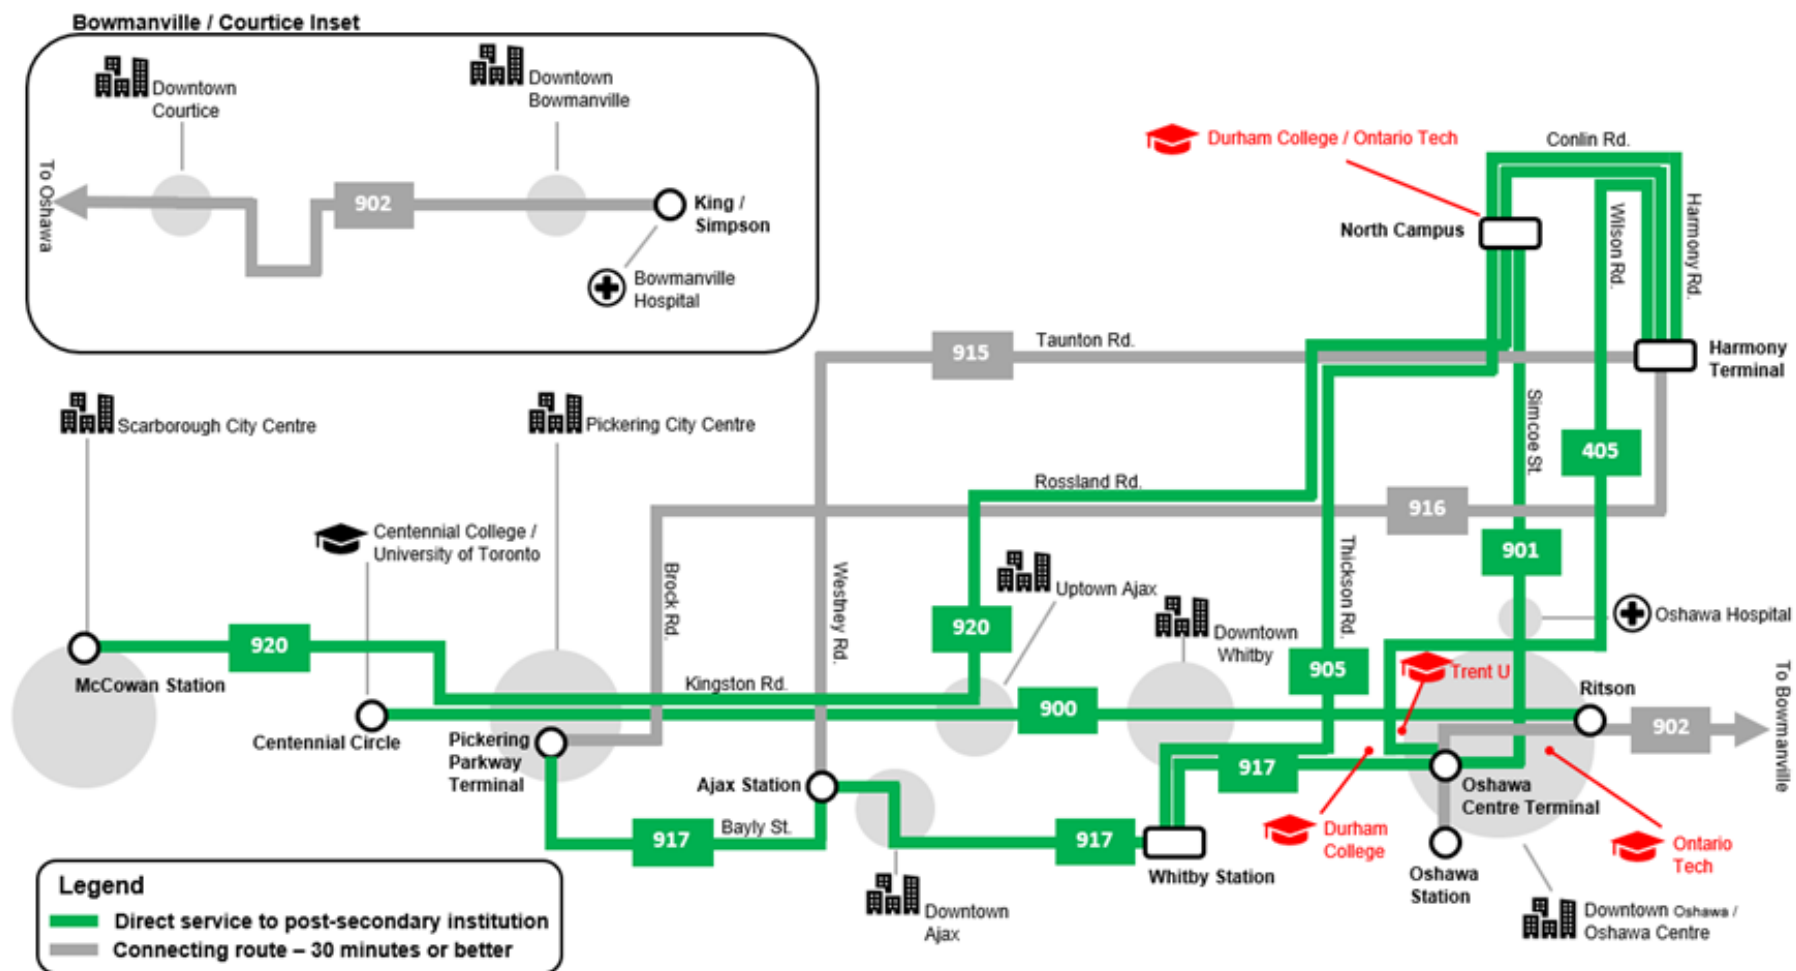 Bowmanville / Courtice Inset
Downtown
Courtice
Downtown
Bowmanville
To Oshawa
902
King /
Simpson
Bowmanville
Hospital
Durham College / Ontario Tech
Conlin Rd.
North Campus
Wilson Rd.
Harmony Rd.
915
Taunton Rd.
Harmony
Terminal
Scarborough City Centre
Pickering City Centre
Simcoe St.
405
Rossland Rd.
916
Centennial College /
University of Toronto
Brock Rd.
Westney Rd.
Uptown Ajax
Thickson Rd.
901
920
920
Downtown
Whitby
Oshawa Hospital
905
Trent U
McCowan Station
Kingston Rd.
900
Ritson
To Bowmanville
902
Centennial Circle
Pickering
Parkway
Terminal
Ajax Station
917
Oshawa
Centre Terminal
917
Bayly St.
917
Durham
College
Ontario
Tech
Whitby Station
Oshawa
Station
Downtown
Ajax
Downtown Oshawa /
Oshawa Centre
Legend
Direct service to post-secondary institution
Connecting route – 30 minutes or better